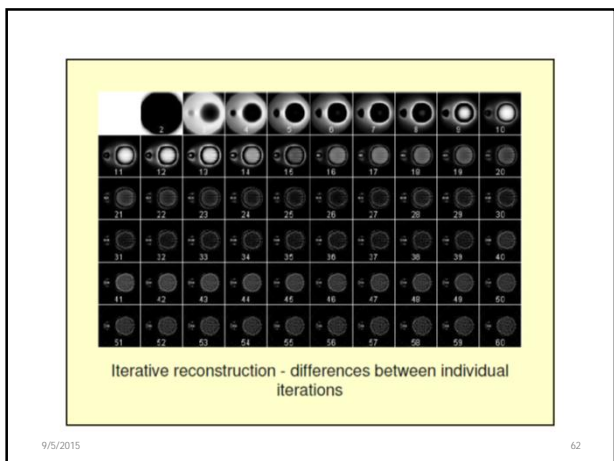 2 3 4 5 6 7 8 9 10
11 12 13 14 15 16 17 18 19 20
21 22 23 24 25 26 27 28 29 30
31 32 33 34 35 36 37 38 39 40
41 42 43 44 45 46 47 48 49 50
51 52 53 54 55 56 57 58 59 60
Iterative reconstruction - differences between individual
iterations
9/5/2015 62